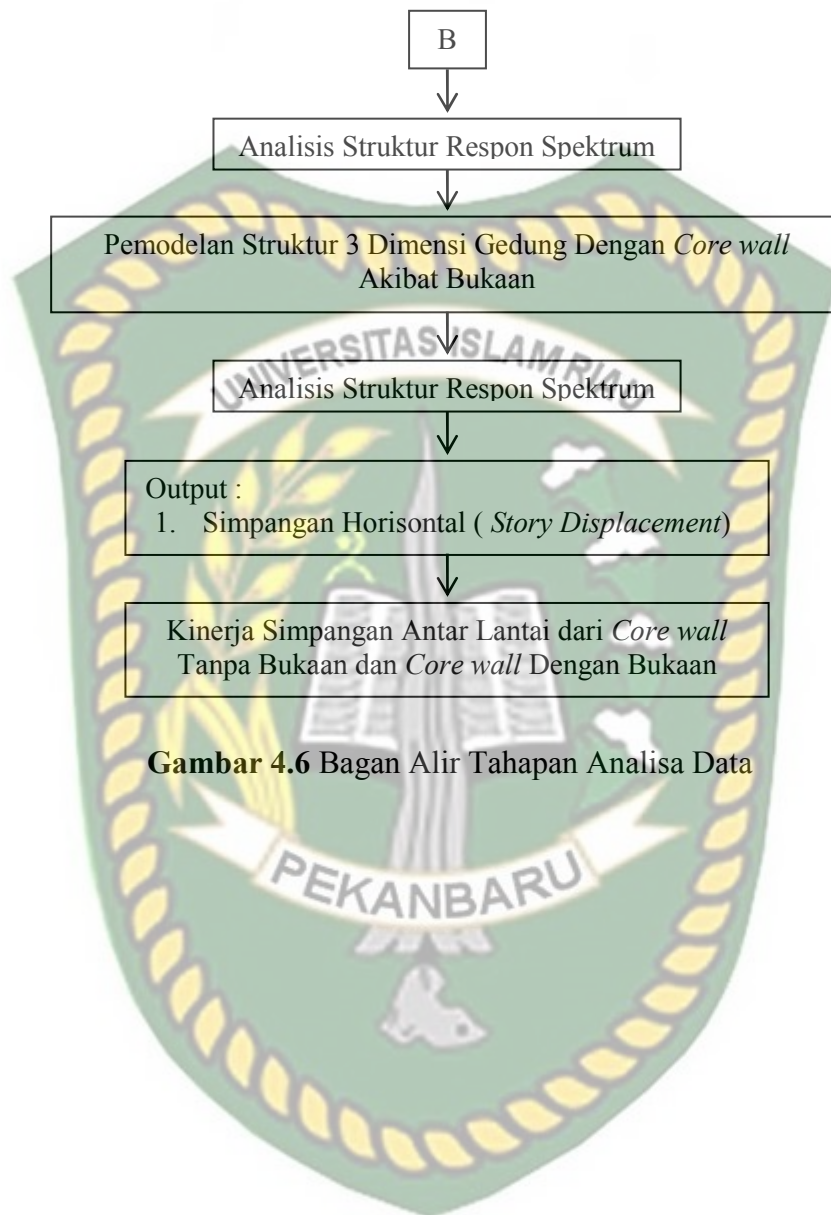 B
Analisis Struktur Respon Spektrum
Pemodelan Struktur 3 Dimensi Gedung Dengan Core wall
Akibat Bukaan
UNIVERSITAS ISLAM RIAU
Analisis Struktur Respon Spektrum
Output :
1. Simpangan Horisontal ( Story Displacement)
Kinerja Simpangan Antar Lantai dari Core wall
Tanpa Bukaan dan Core wall Dengan Bukaan
Gambar 4.6 Bagan Alir Tahapan Analisa Data
PEKANBARU